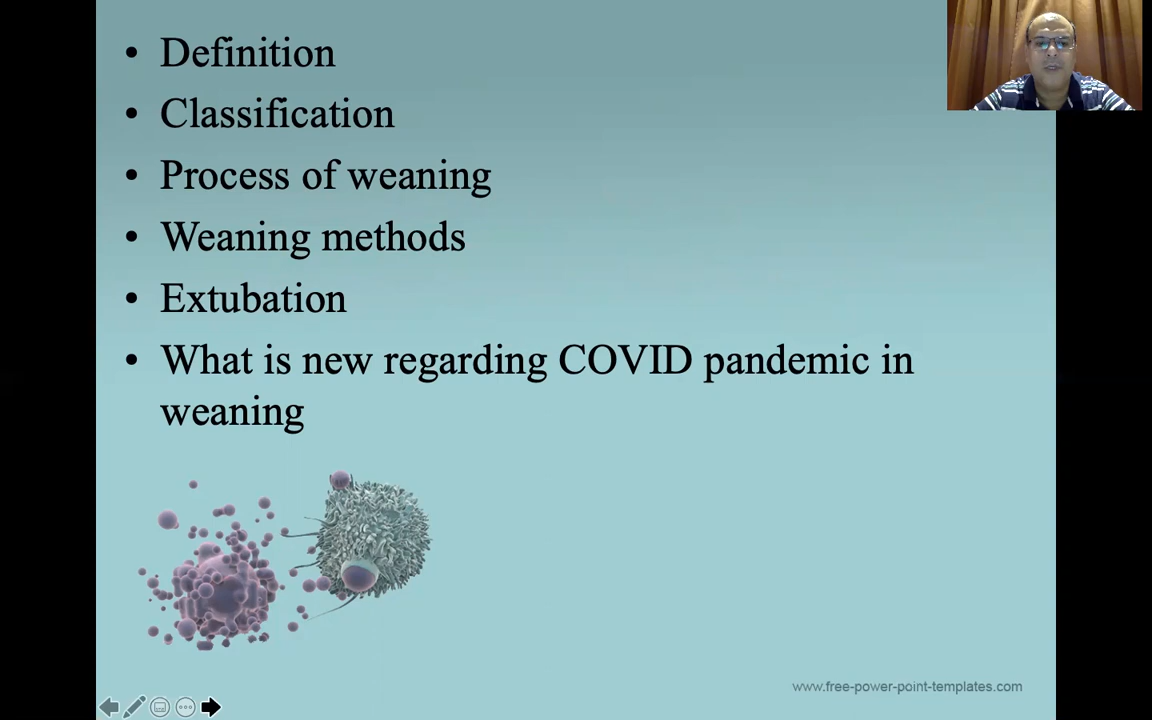 • Definition
• Classification
• Process of weaning
• Weaning methods
• Extubation
• What is new regarding COVID pandemic in
weaning
www.free-power-point-templates.com